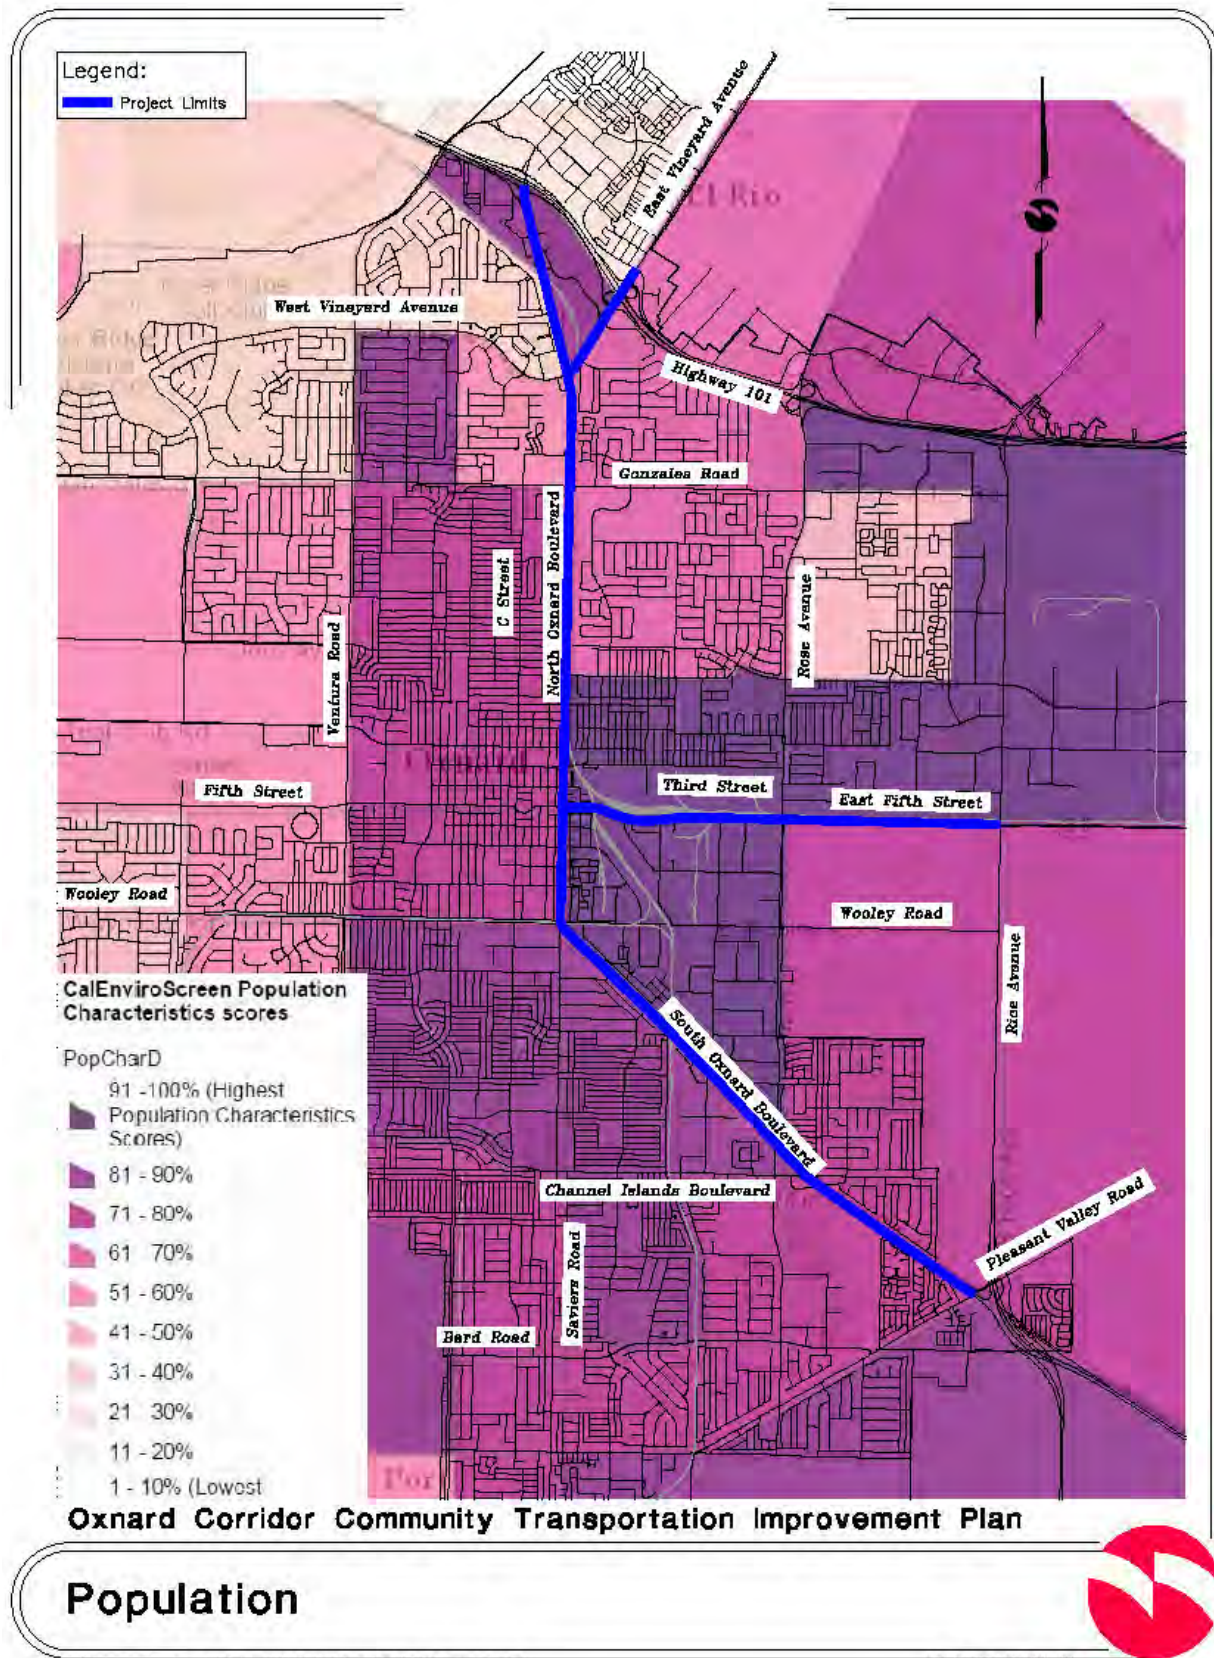 Legend:
Project Limits
East Vineyard Avenue
El Rio
West Vineyard Avenue
Highway 101
Gonzales Road
North Oxnard Boulevard
C Street
Rose Avenue
Ventura Road
Oxnard
Third Street
Fifth Street
East Fifth Street
Wooley Road
Wooley Road
Rice Avenue
South Oxnard Boulevard
Channel Islands Boulevard
Pleasant Valley Road
Saviers Road
Bard Road
CalEnviroScreen Population
Characteristics scores
PopCharD
91 -100% (Highest
Population Characteristics
Scores)
81 - 90%
71 - 80%
61 - 70%
51 - 60%
41 - 50%
31 - 40%
21 - 30%
11 - 20%
1 - 10% (Lowest
Por
Oxnard Corridor Community Transportation Improvement Plan
Population